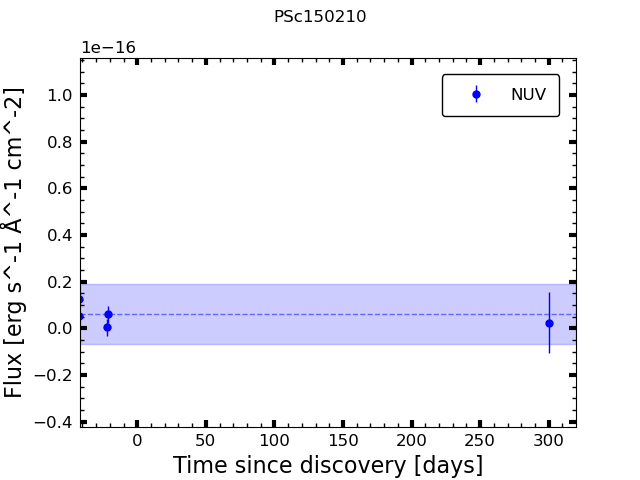 PSc150210
1e−16
NUV
1.0
0.8
0.6
0.4
0.2
0.0
−0.2
−0.4
Flux [erg s^-1 Å^-1 cm^-2]
0 50 100 150 200 250 300
Time since discovery [days]